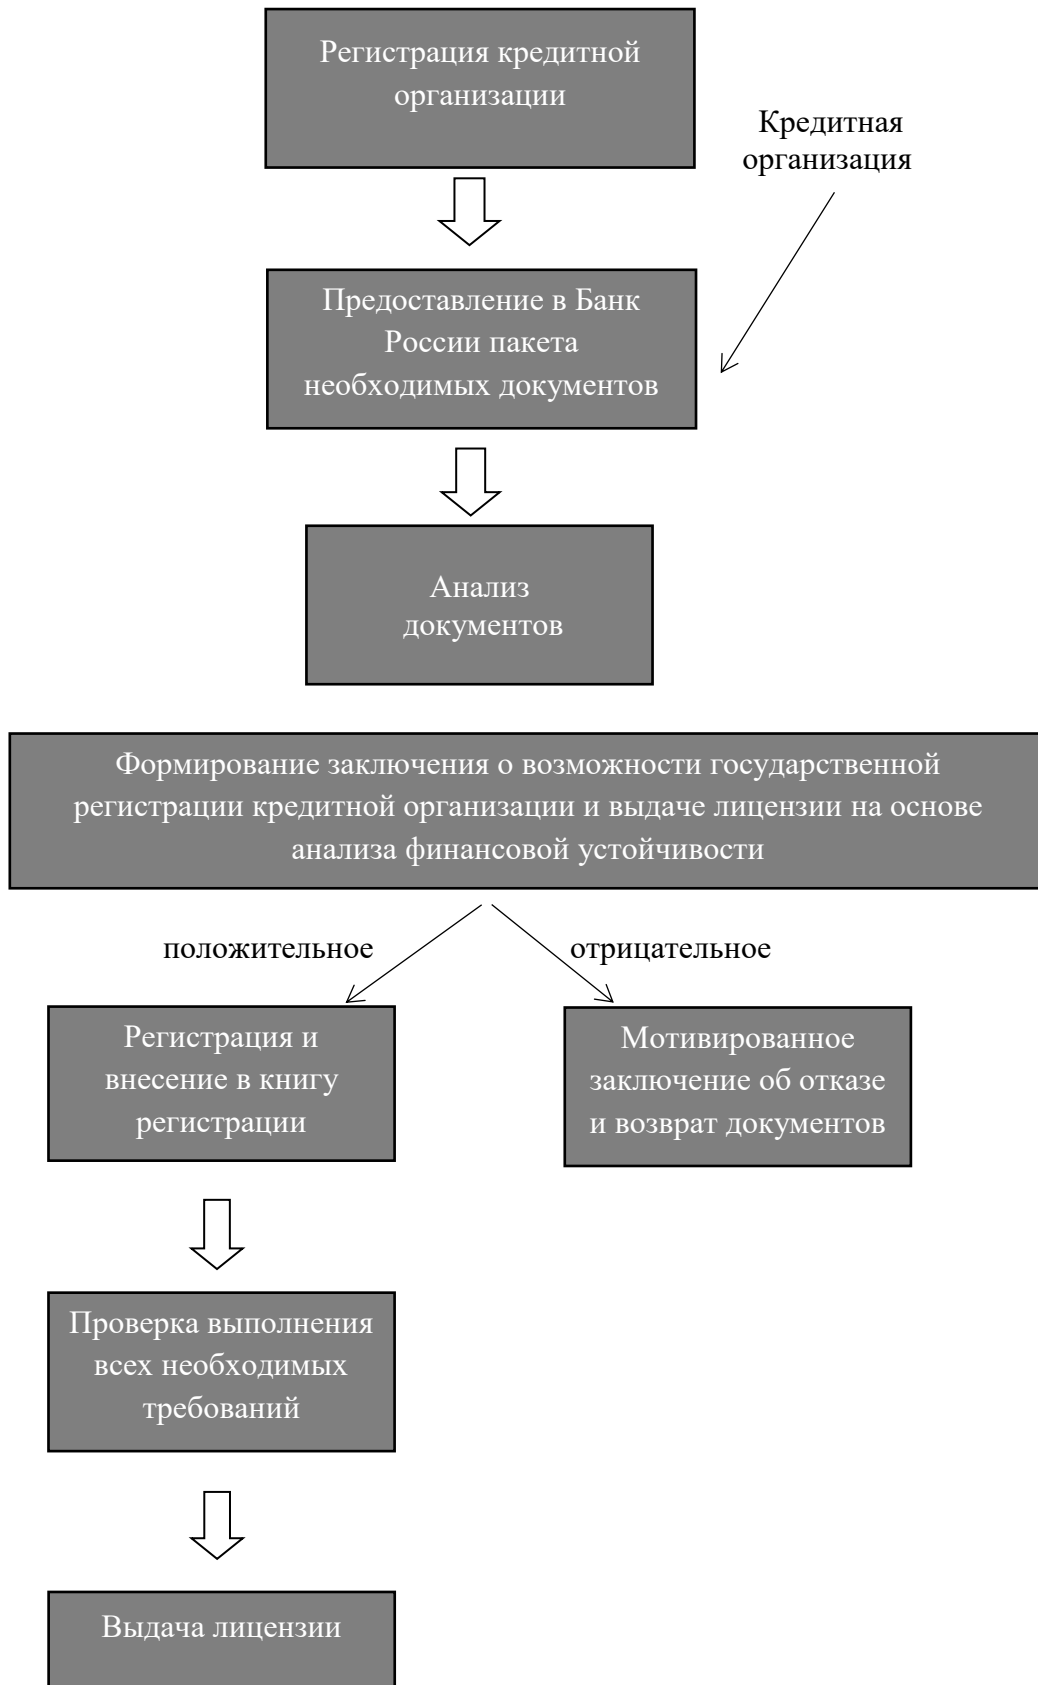 Регистрация кредитной
организации
Кредитная
организация
Предоставление в Банк
России пакета
необходимых документов
Анализ
документов
Формирование заключения о возможности государственной
регистрации кредитной организации и выдаче лицензии на основе
анализа финансовой устойчивости
положительное
отрицательное
Регистрация и
внесение в книгу
регистрации
Мотивированное
заключение об отказе
и возврат документов
Проверка выполнения
всех необходимых
требований
Выдача лицензии